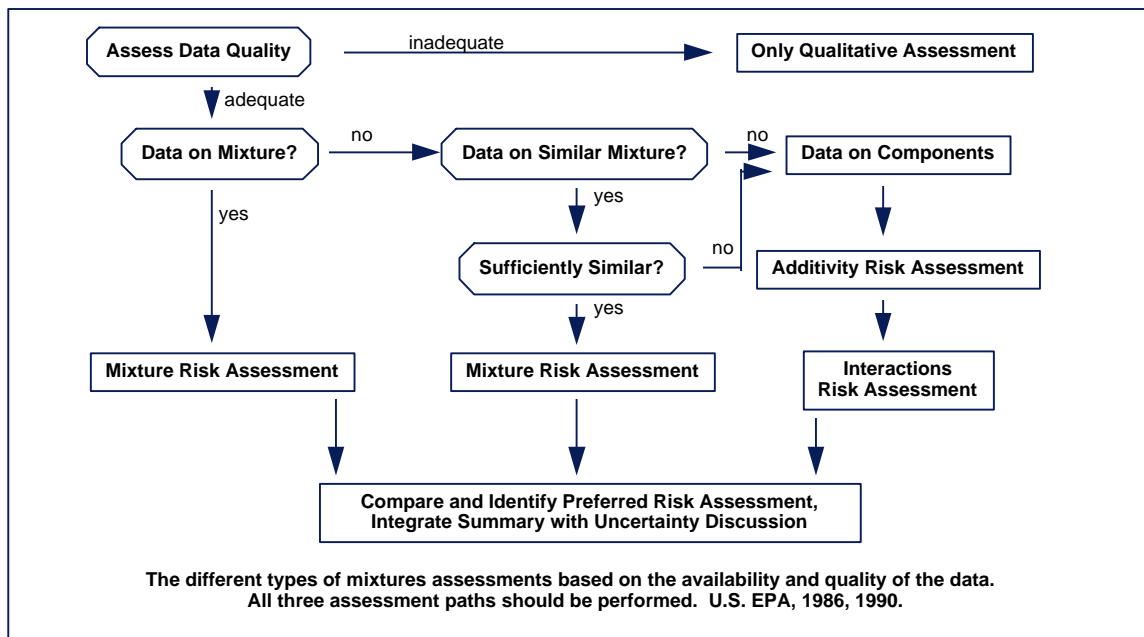 Assess Data Quality
inadequate
Only Qualitative Assessment
adequate
Data on Mixture?
no
Data on Similar Mixture?
no
Data on Components
yes
yes
Sufficiently Similar?
no
Additivity Risk Assessment
yes
Mixture Risk Assessment
Mixture Risk Assessment
Interactions
Risk Assessment
Compare and Identify Preferred Risk Assessment,
Integrate Summary with Uncertainty Discussion
The different types of mixtures assessments based on the availability and quality of the data.
All three assessment paths should be performed.  U.S. EPA, 1986, 1990.